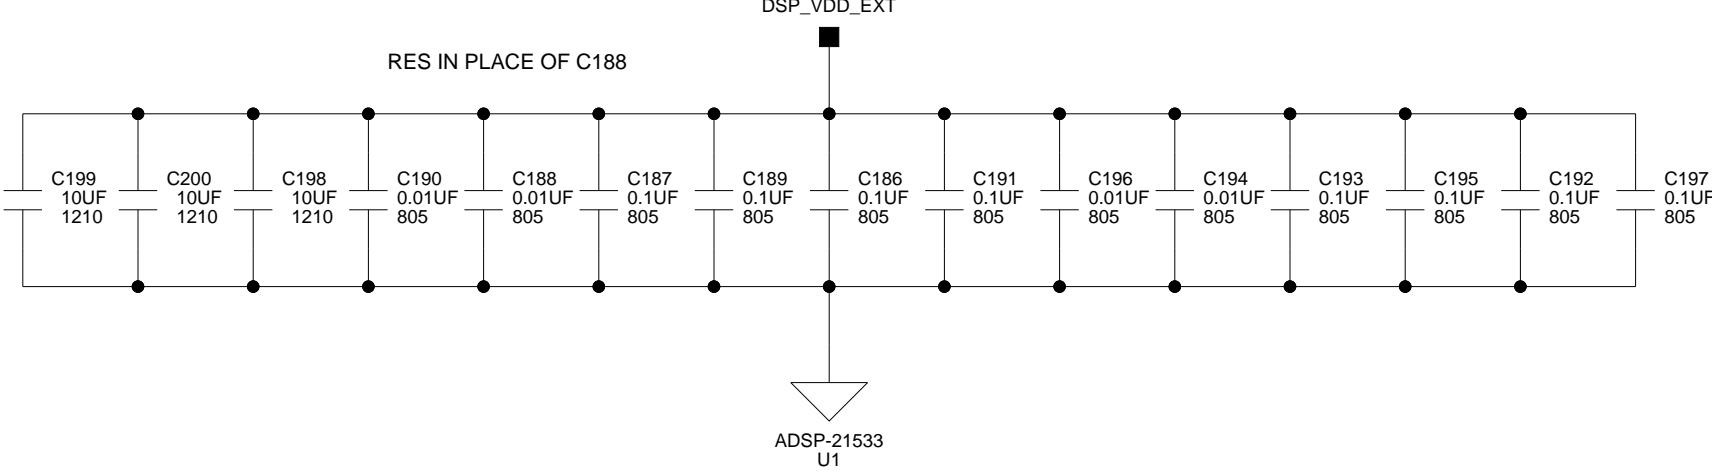 DSP_VDD_EXT
RES IN PLACE OF C188
C199
10UF
1210
C200
10UF
1210
C198
10UF
1210
C190
0.01UF
805
C188
0.01UF
805
C187
0.1UF
805
C189
0.1UF
805
C186
0.1UF
805
C191
0.1UF
805
C196
0.01UF
805
C194
0.01UF
805
C193
0.1UF
805
C195
0.1UF
805
C192
0.1UF
805
C197
0.1UF
805
ADSP-21533
U1